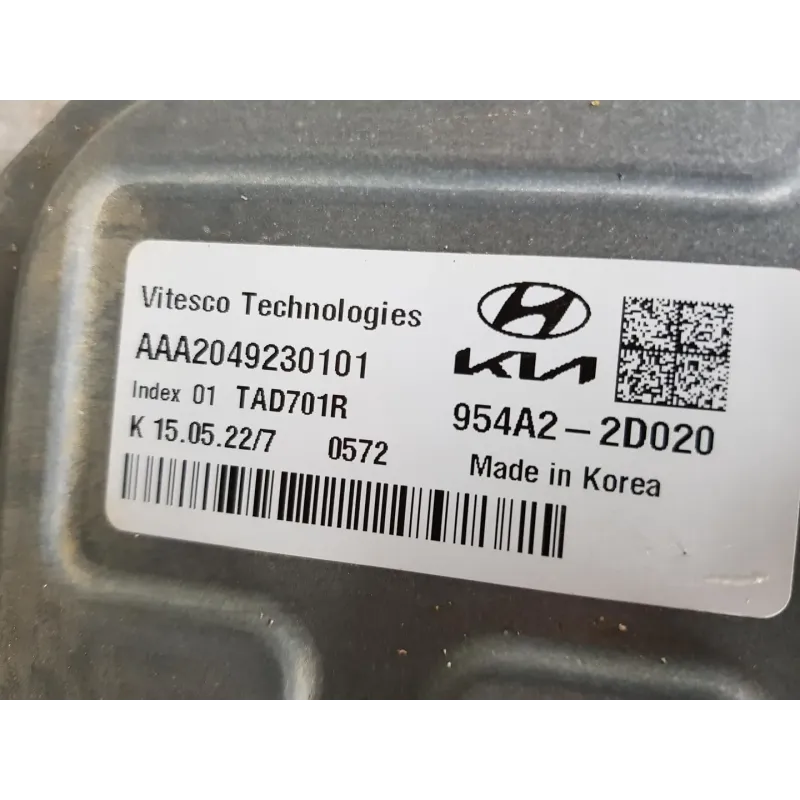 Vitesco Technologies
AAA2049230101
Index 01 TAD701R
K 15.05.22/7 0572
KIA
954A2-2D020
Made in Korea